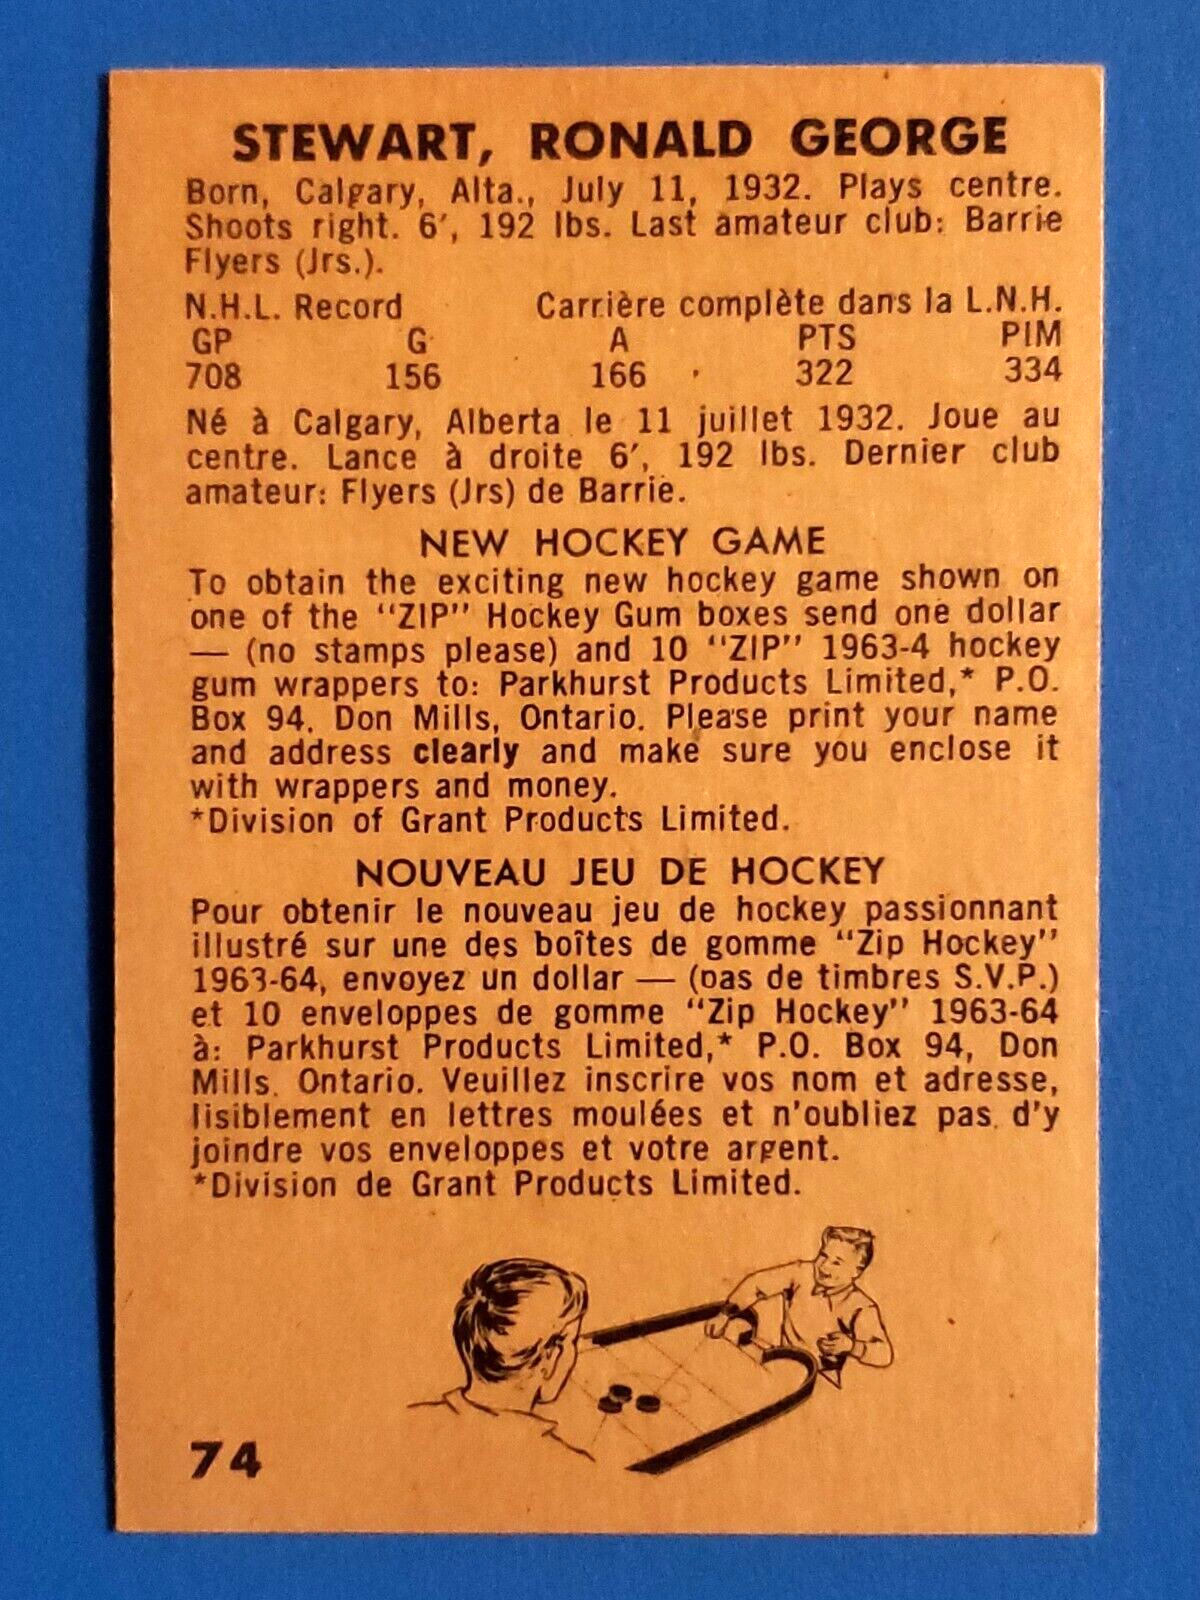 STEWART, RONALD GEORGE
Born, Calgary, Alta., July 11, 1932. Plays centre.
Shoots right. 6′, 192 lbs. Last amateur club: Barrie
Flyers (Jrs.).
N.H.L. Record Carrière complète dans la L.N.H.
GP G A PTS PIM
708 156 166 322 334
Né à Calgary, Alberta le 11 juillet 1932. Joue au
centre. Lance à droite 6′, 192 lbs. Dernier club
amateur: Flyers (Jrs) de Barrie.
NEW HOCKEY GAME
To obtain the exciting new hockey game shown on
one of the "ZIP" Hockey Gum boxes send one dollar
— (no stamps please) and 10 "ZIP" 1963-4 hockey
gum wrappers to: Parkhurst Products Limited,* P.O.
Box 94, Don Mills, Ontario. Please print your name
and address clearly and make sure you enclose it
with wrappers and money.
*Division of Grant Products Limited.
NOUVEAU JEU DE HOCKEY
Pour obtenir le nouveau jeu de hockey passionnant
illustré sur une des boîtes de gomme "Zip Hockey"
1963-64, envoyez un dollar — (pas de timbres S.V.P.)
et 10 enveloppes de gomme "Zip Hockey" 1963-64
à: Parkhurst Products Limited,* P.O. Box 94, Don
Mills, Ontario. Veuillez inscrire vos nom et adresse,
lisiblement en lettres moulées et n'oubliez pas d'y
joindre vos enveloppes et votre argent.
*Division de Grant Products Limited.
74